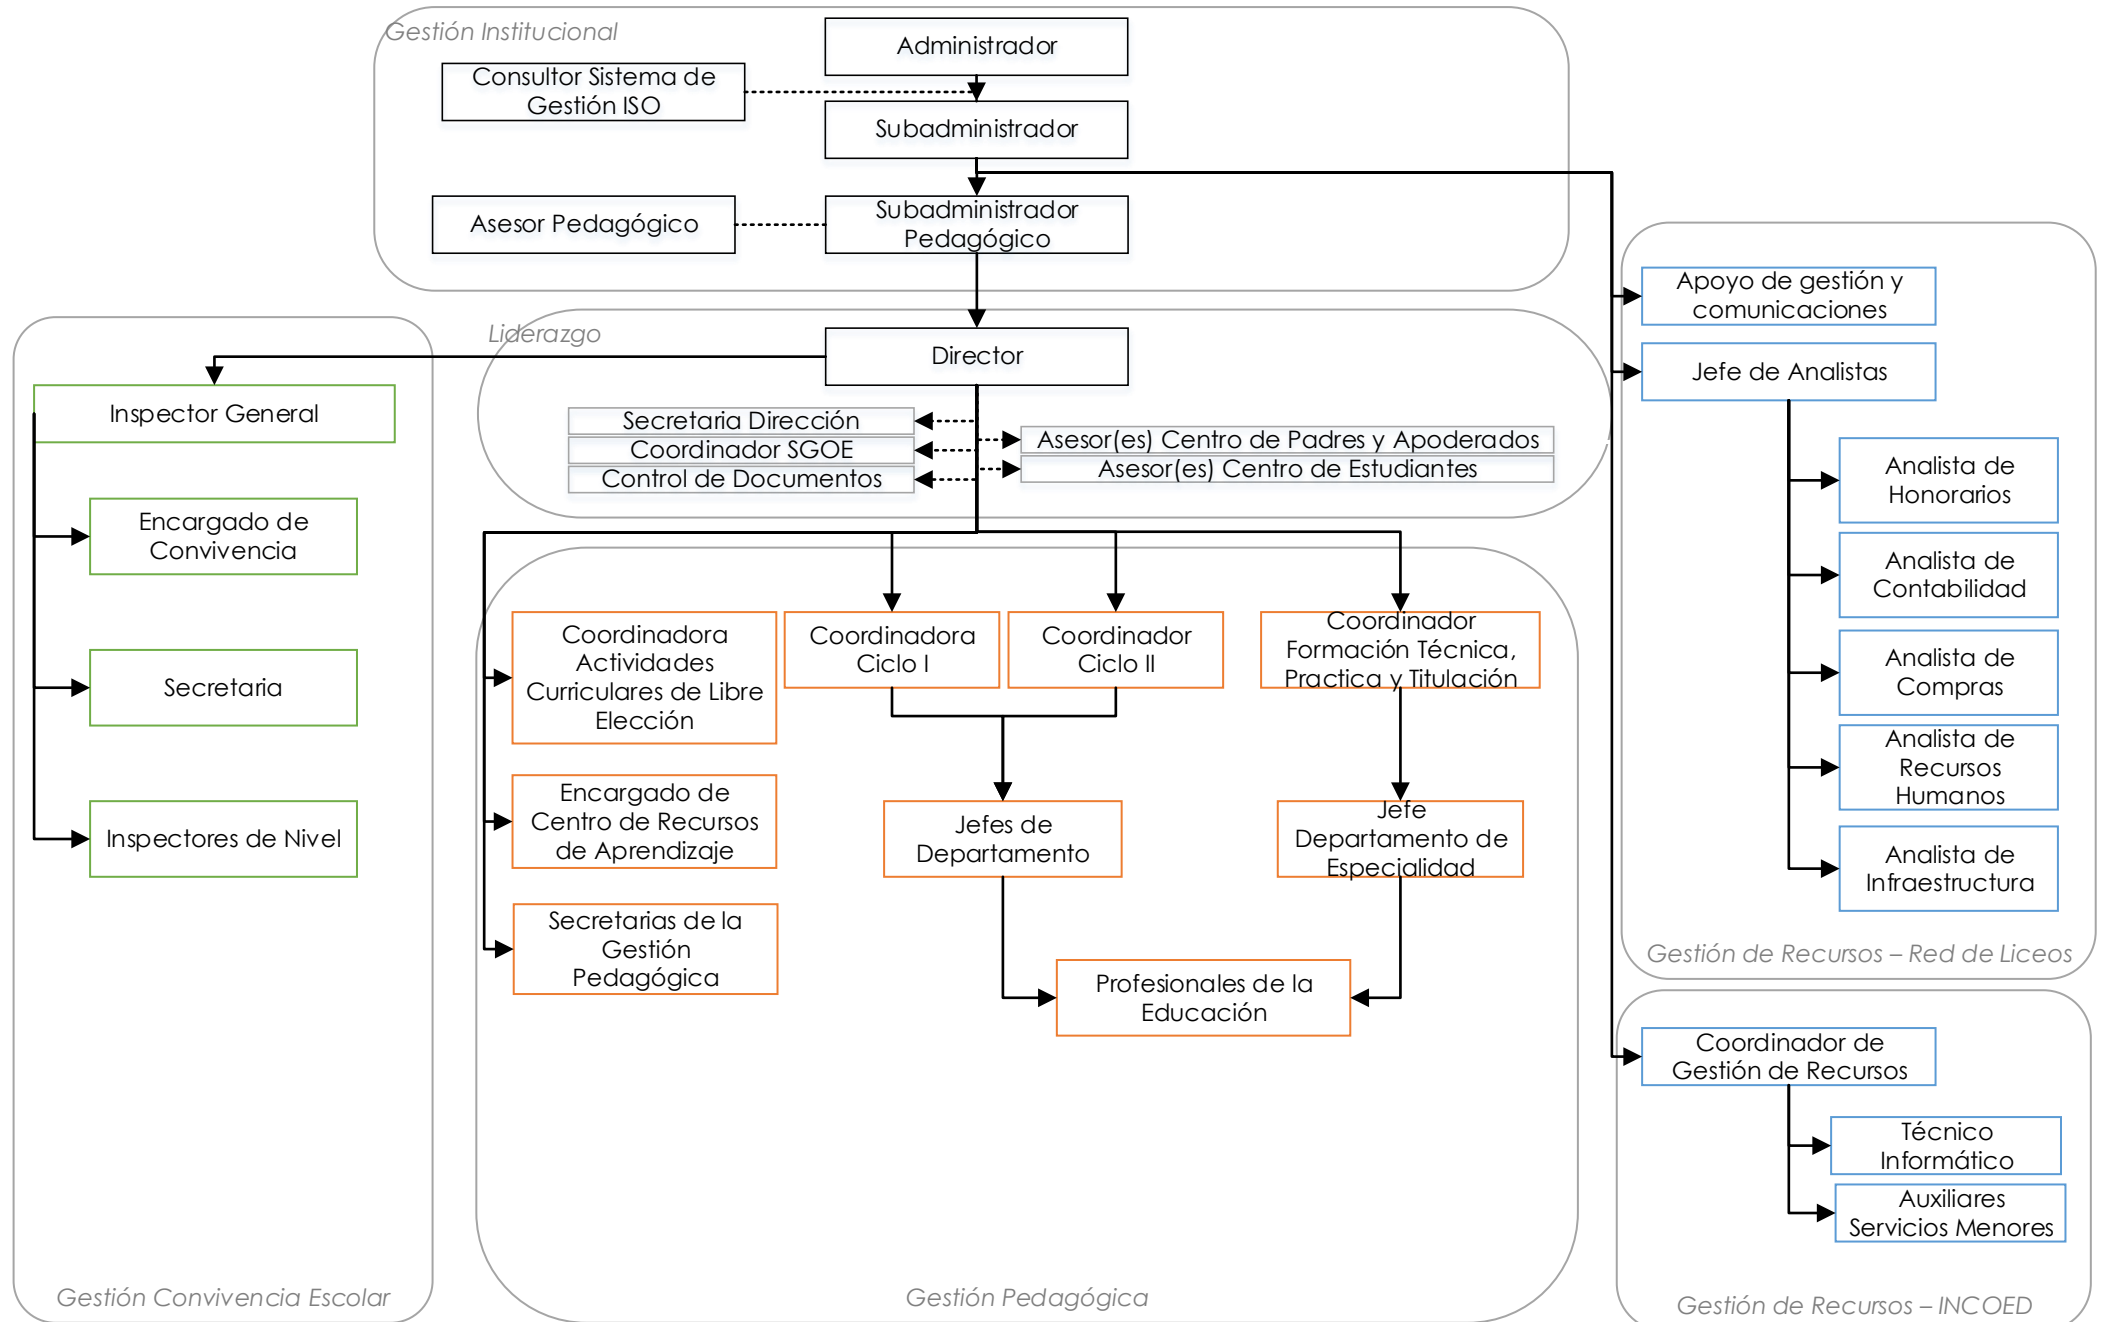 Gestión Institucional
Administrador
Consultor Sistema de
Gestión ISO
Subadministrador
Asesor Pedagógico
Subadministrador
Pedagógico
Liderazgo
Director
Secretaria Dirección
Coordinador SGOE
Control de Documentos
Asesor(es) Centro de Padres y Apoderados
Asesor(es) Centro de Estudiantes
Inspector General
Encargado de
Convivencia
Secretaria
Inspectores de Nivel
Gestión Convivencia Escolar
Coordinadora
Actividades
Curriculares de Libre
Elección
Encargado de
Centro de Recursos
de Aprendizaje
Secretarias de la
Gestión
Pedagógica
Coordinadora
Ciclo I
Coordinador
Ciclo II
Coordinador
Formación Técnica,
Practica y Titulación
Jefes de
Departamento
Jefe
Departamento de
Especialidad
Profesionales de la
Educación
Gestión Pedagógica
Apoyo de gestión y
comunicaciones
Jefe de Analistas
Analista de
Honorarios
Analista de
Contabilidad
Analista de
Compras
Analista de
Recursos
Humanos
Analista de
Infraestructura
Gestión de Recursos – Red de Liceos
Coordinador de
Gestión de Recursos
Técnico
Informático
Auxiliares
Servicios Menores
Gestión de Recursos – INCOED